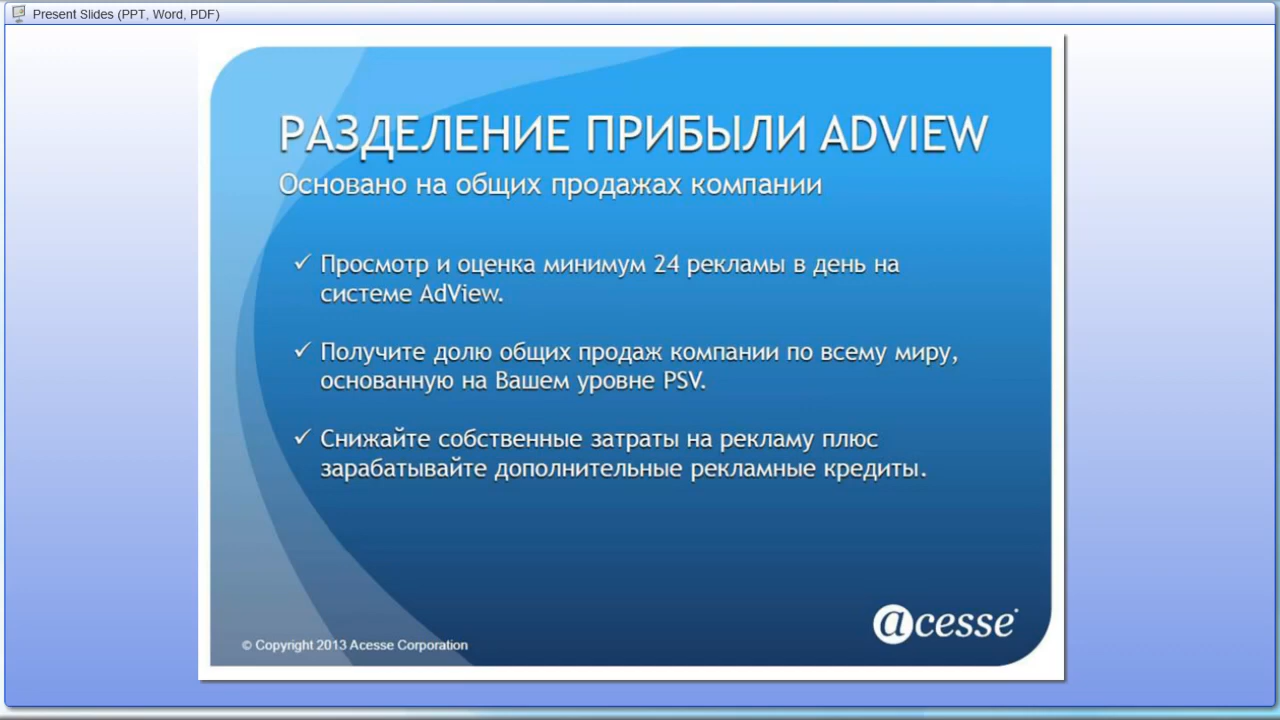 Present Slides (PPT, Word, PDF)
РАЗДЕЛЕНИЕ ПРИБЫЛИ ADVIEW
Основано на общих продажах компании
✓ Просмотр и оценка минимум 24 рекламы в день на
системе AdView.
✓ Получите долю общих продаж компании по всему миру,
основанную на Вашем уровне PSV.
✓ Снижайте собственные затраты на рекламу плюс
зарабатывайте дополнительные рекламные кредиты.
acesse
© Copyright 2013 Acesse Corporation